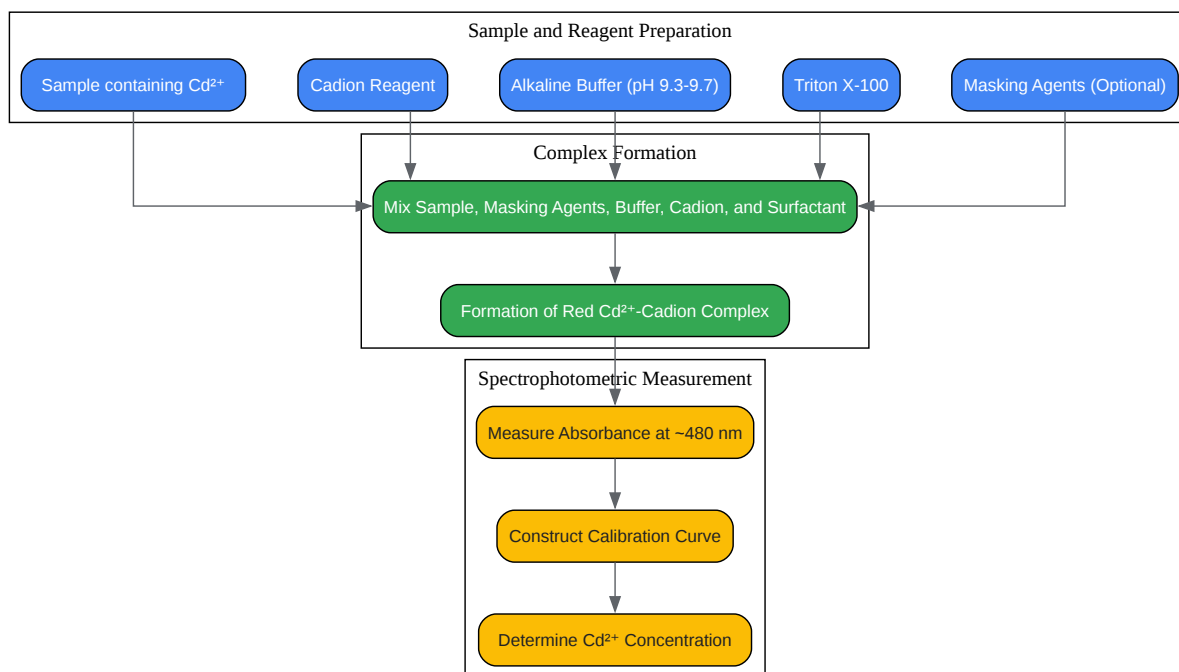 Sample and Reagent Preparation
Sample containing Cd²⁺
Cadion Reagent
Alkaline Buffer (pH 9.3-9.7)
Triton X-100
Masking Agents (Optional)
Complex Formation
Mix Sample, Masking Agents, Buffer, Cadion, and Surfactant
Formation of Red Cd²⁺-Cadion Complex
Spectrophotometric Measurement
Measure Absorbance at ~480 nm
Construct Calibration Curve
Determine Cd²⁺ Concentration